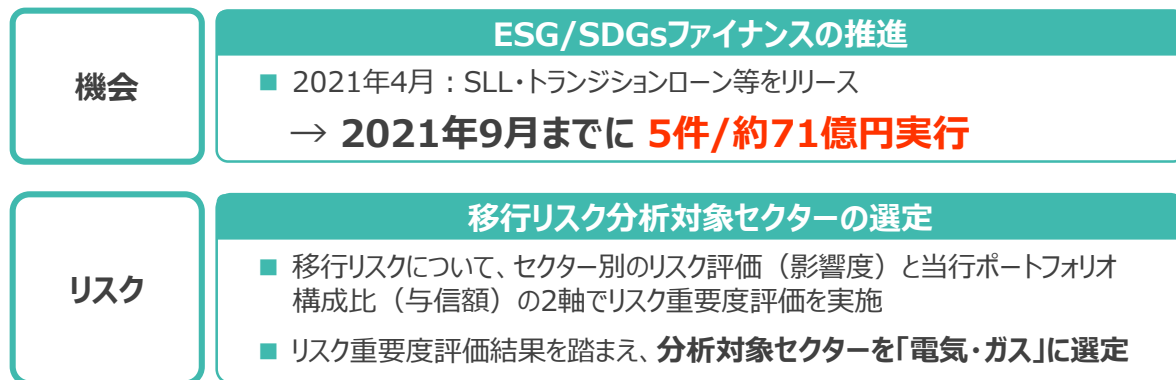 機会
ESG/SDGsファイナンスの推進
■ 2021年4月：SLL・トランジションローン等をリリース
→ 2021年9月までに 5件/約71億円実行
リスク
移行リスク分析対象セクターの選定
■ 移行リスクについて、セクター別のリスク評価（影響度）と当行ポートフォリオ
構成比（与信額）の2軸でリスク重要度評価を実施
■ リスク重要度評価結果を踏まえ、分析対象セクターを「電気・ガス」に選定